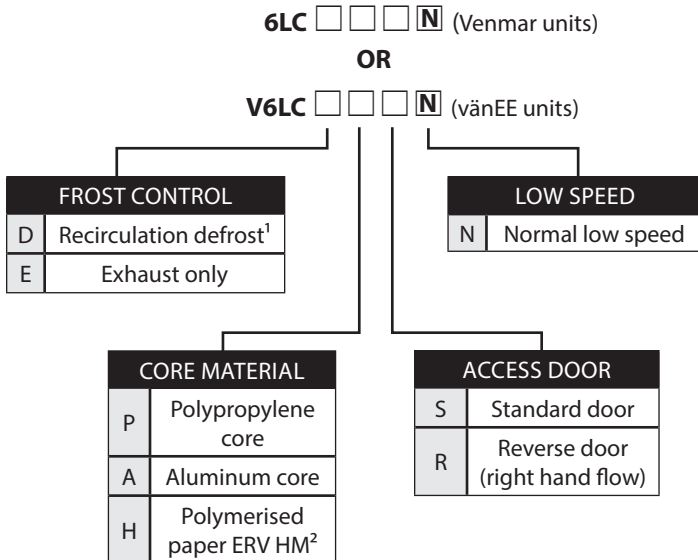 6LC □ □ □ N (Venmar units)
OR
V6LC □ □ □ N (vänEE units)
FROST CONTROL
D Recirculation defrost¹
E Exhaust only
LOW SPEED
N Normal low speed
CORE MATERIAL
P Polypropylene
core
A Aluminum core
H Polymerised
paper ERV HM²
ACCESS DOOR
S Standard door
R Reverse door
(right hand flow)